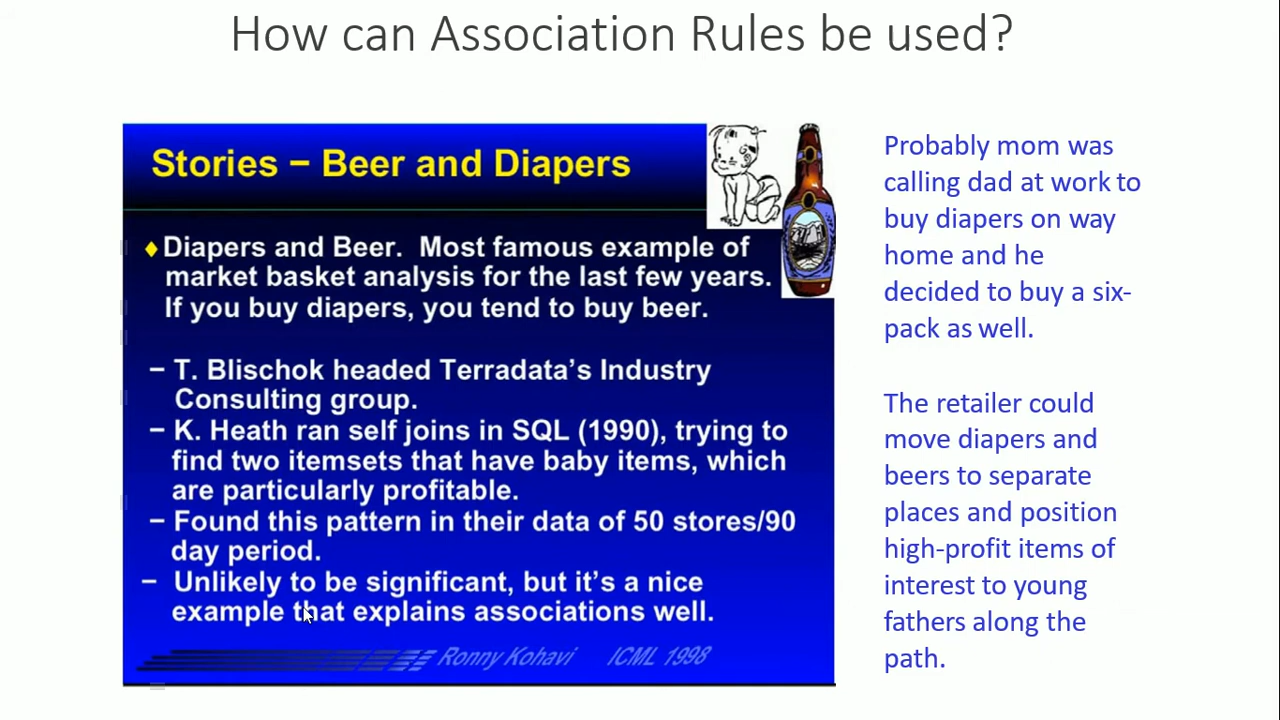 How can Association Rules be used?
Stories – Beer and Diapers
Diapers and Beer. Most famous example of
market basket analysis for the last few years.
If you buy diapers, you tend to buy beer.
– T. Blischok headed Terradata's Industry
Consulting group.
– K. Heath ran self joins in SQL (1990), trying to
find two itemsets that have baby items, which
are particularly profitable.
– Found this pattern in their data of 50 stores/90
day period.
– Unlikely to be significant, but it's a nice
example that explains associations well.
Ronny Kohavi ICML 1998
Probably mom was
calling dad at work to
buy diapers on way
home and he
decided to buy a six-
pack as well.
The retailer could
move diapers and
beers to separate
places and position
high-profit items of
interest to young
fathers along the
path.